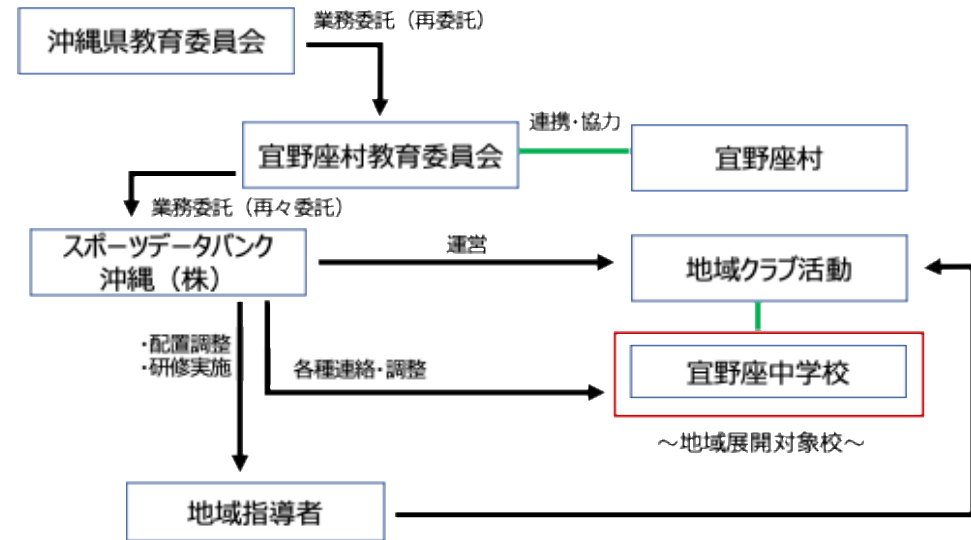 業務委託（再委託）
沖縄県教育委員会
連携・協力
宜野座村教育委員会
宜野座村
業務委託（再々委託）
スポーツデータバンク
沖縄（株）
運営
地域クラブ活動
・配置調整
・研修実施
各種連絡・調整
宜野座中学校
～地域展開対象校～
地域指導者